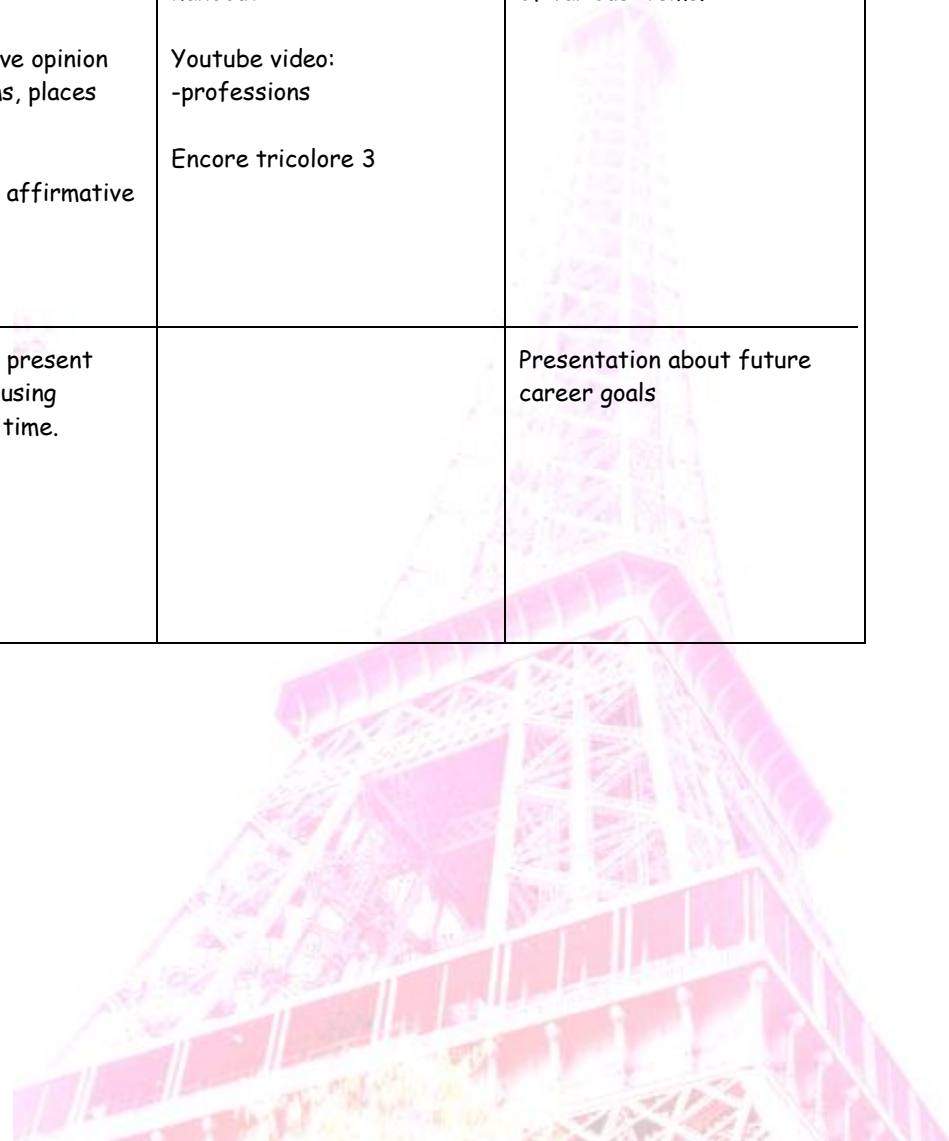 ve opinion
s, places
affirmative
Youtube video:
-professions
Encore tricolore 3
present
using
time.
Presentation about future
career goals